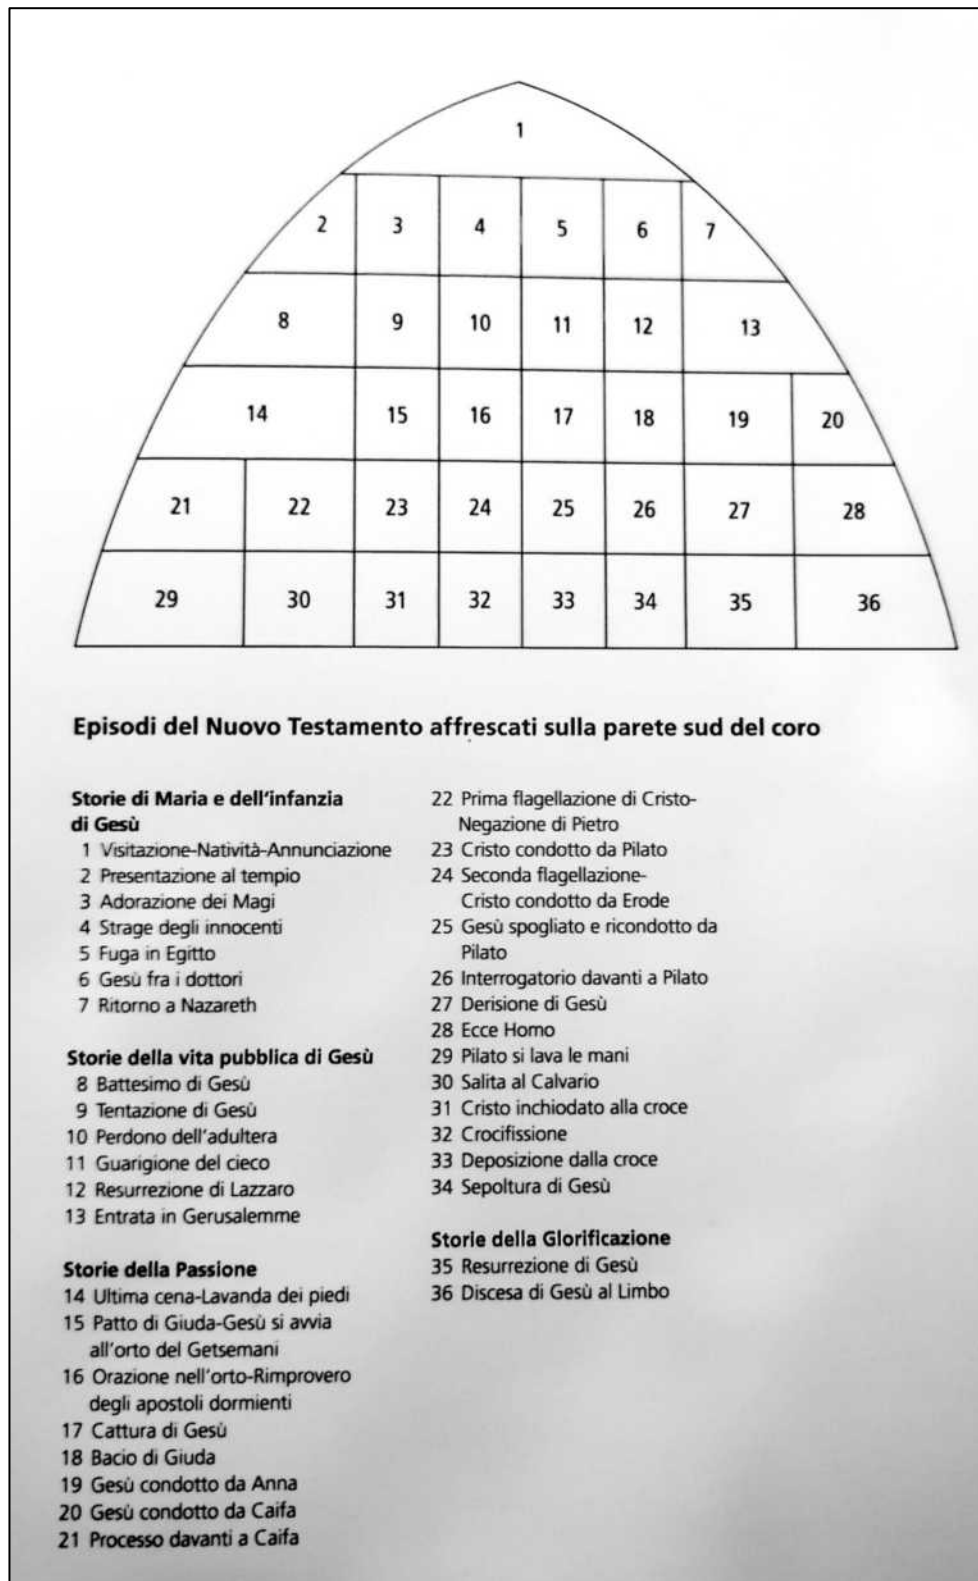 1
2 3 4 5 6 7
8 9 10 11 12 13
14 15 16 17 18 19 20
21 22 23 24 25 26 27 28
29 30 31 32 33 34 35 36
Episodi del Nuovo Testamento affrescati sulla parete sud del coro
Storie di Maria e dell'infanzia
di Gesù
1 Visitazione-Natività-Annunciazione
2 Presentazione al tempio
3 Adorazione dei Magi
4 Strage degli innocenti
5 Fuga in Egitto
6 Gesù fra i dottori
7 Ritorno a Nazareth
Storie della vita pubblica di Gesù
8 Battesimo di Gesù
9 Tentazione di Gesù
10 Perdono dell'adultera
11 Guarigione del cieco
12 Resurrezione di Lazzaro
13 Entrata in Gerusalemme
Storie della Passione
14 Ultima cena-Lavanda dei piedi
15 Patto di Giuda-Gesù si avvia
all'orto del Getsemani
16 Orazione nell'orto-Rimprovero
degli apostoli dormienti
17 Cattura di Gesù
18 Bacio di Giuda
19 Gesù condotto da Anna
20 Gesù condotto da Caifa
21 Processo davanti a Caifa
22 Prima flagellazione di Cristo-
Negazione di Pietro
23 Cristo condotto da Pilato
24 Seconda flagellazione-
Cristo condotto da Erode
25 Gesù spogliato e ricondotto da
Pilato
26 Interrogatorio davanti a Pilato
27 Derisione di Gesù
28 Ecce Homo
29 Pilato si lava le mani
30 Salita al Calvario
31 Cristo inchiodato alla croce
32 Crocifissione
33 Deposizione dalla croce
34 Sepoltura di Gesù
Storie della Glorificazione
35 Resurrezione di Gesù
36 Discesa di Gesù al Limbo